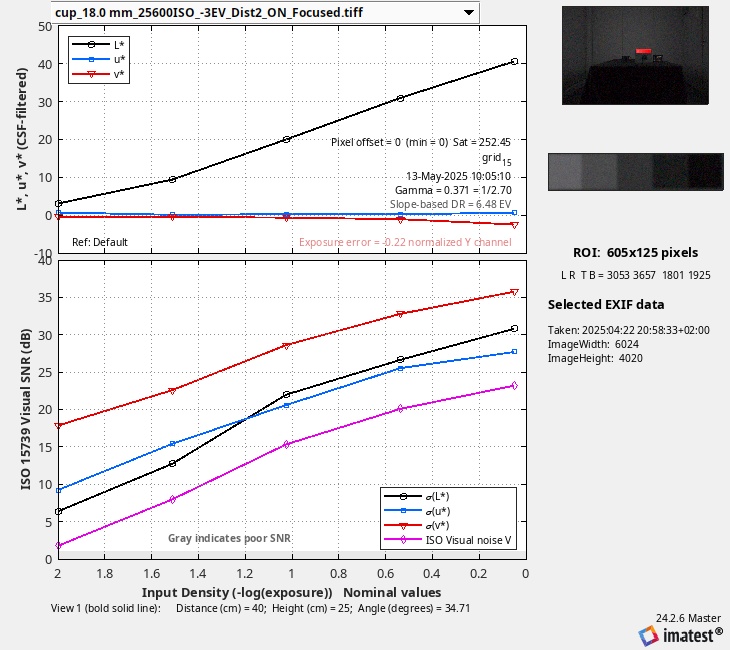 cup_18.0 mm_25600ISO_-3EV_Dist2_ON_Focused.tiff
50
40
30
20
10
0
-10
L*, u*, v* (CSF-filtered)
L*
u*
v*
Pixel offset = 0 (min = 0) Sat = 252.45
grid15
13-May-2025 10:05:10
Gamma = 0.371 = 1/2.70
Slope-based DR = 6.48 EV
Ref: Default
Exposure error = -0.22 normalized Y channel
40
35
30
25
20
15
10
5
0
ISO 15739 Visual SNR (dB)
σ(L*)
σ(u*)
σ(v*)
ISO Visual noise V
Gray indicates poor SNR
2 1.8 1.6 1.4 1.2 1 0.8 0.6 0.4 0.2 0
Input Density (-log(exposure)) Nominal values
View 1 (bold solid line): Distance (cm) = 40; Height (cm) = 25; Angle (degrees) = 34.71
ROI: 605x125 pixels
L R T B = 3053 3657 1801 1925
Selected EXIF data
Taken: 2025:04:22 20:58:33+02:00
ImageWidth: 6024
ImageHeight: 4020
24.2.6 Master
imatest®